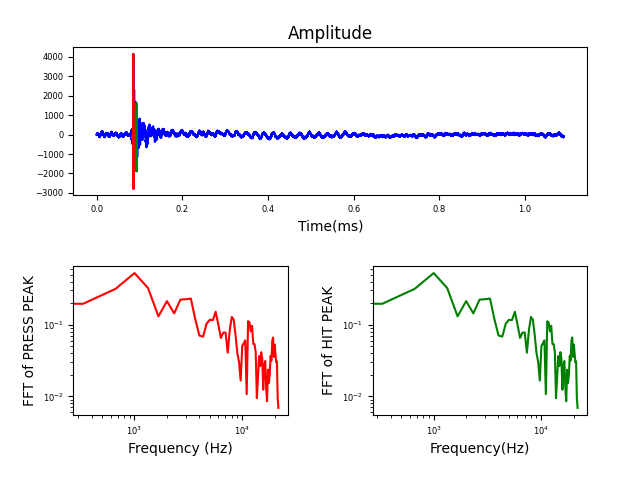 Amplitude
4000
3000
2000
1000
0
−1000
−2000
−3000
0.0 0.2 0.4 0.6 0.8 1.0
Time(ms)
FFT of PRESS PEAK
10⁻¹
10⁻²
10³ 10⁴
Frequency (Hz)
FFT of HIT PEAK
10⁻¹
10⁻²
10³ 10⁴
Frequency(Hz)